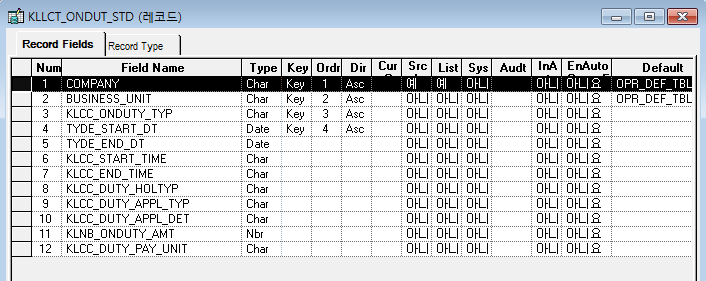 KLLCT_ONDUT_STD (레코드)
Record Fields Record Type
Num Field Name Type Key Ordr Dir Cur Src List Sys Audt InA EnAuto Default
1 COMPANY Char Key 1 Asc 예 예 아니 아니 아니요 OPR_DEF_TBL
2 BUSINESS_UNIT Char Key 2 Asc 아니 아니 아니 아니 아니요 OPR_DEF_TBL
3 KLCC_ONDUTY_TYP Char Key 3 Asc 아니 아니 아니 아니 아니요
4 TYDE_START_DT Date Key 4 Asc 아니 아니 아니 아니 아니요
5 TYDE_END_DT Date 아니 아니 아니 아니 아니요
6 KLCC_START_TIME Char 아니 아니 아니 아니 아니요
7 KLCC_END_TIME Char 아니 아니 아니 아니 아니요
8 KLCC_DUTY_HOLTYP Char 아니 아니 아니 아니 아니요
9 KLCC_DUTY_APPL_TYP Char 아니 아니 아니 아니 아니요
10 KLCC_DUTY_APPL_DET Char 아니 아니 아니 아니 아니요
11 KLNB_ONDUTY_AMT Nbr 아니 아니 아니 아니 아니요
12 KLCC_DUTY_PAY_UNIT Char 아니 아니 아니 아니 아니요